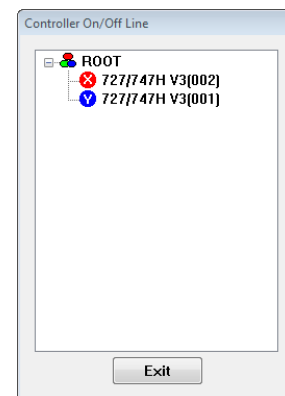 Controller On/Off Line
ROOT
X 727/747H V3(002)
Y 727/747H V3(001)
Exit